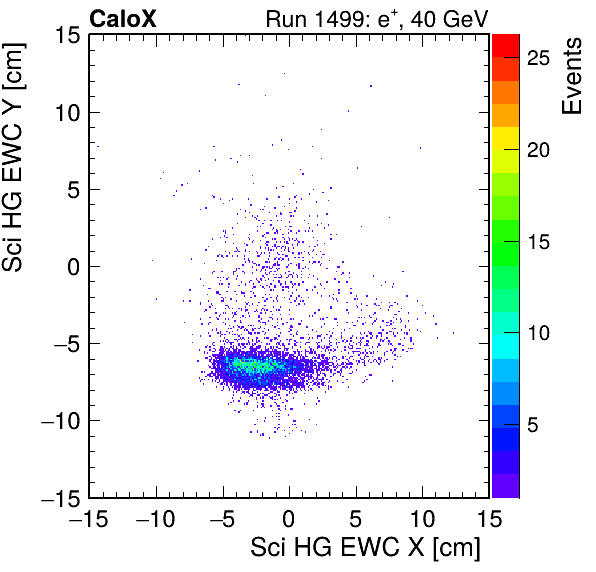 CaloX Run 1499: e⁺, 40 GeV
Sci HG EWC Y [cm]
15
10
5
0
−5
−10
−15
−15 −10 −5 0 5 10 15
Sci HG EWC X [cm]
Events
25
20
15
10
5